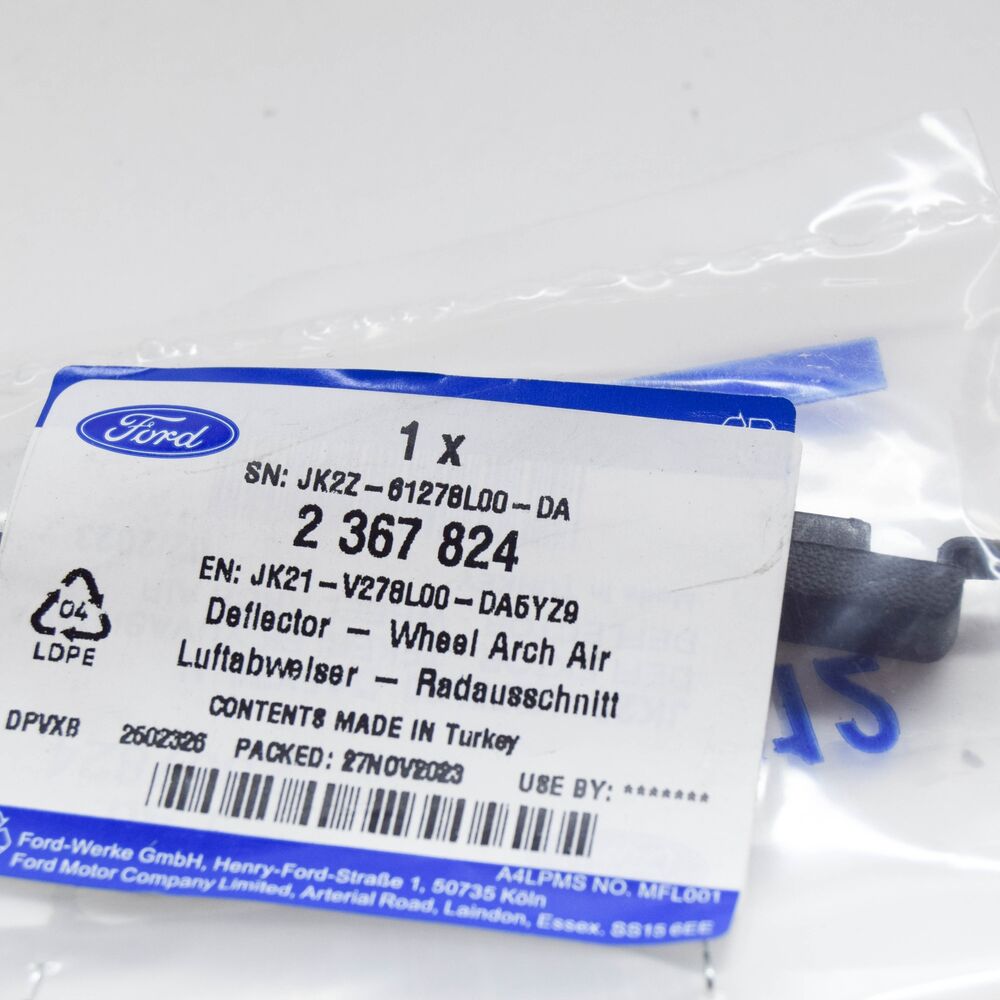 Ford
1 X
SN: JK2Z-61278L00-DA
2 367 824
EN: JK21-V278L00-DA5YZ9
Deflector - Wheel Arch Air
Luftabweiser - Radausschnitt
04
LDPE
CONTENTS MADE IN Turkey
DPVXB 2502326 PACKED: 27NOV2023 USE BY: *******
A4LPMS NO. MFL001
Ford-Werke GmbH, Henry-Ford-Straße 1, 50735 Köln
Ford Motor Company Limited, Arterial Road, Laindon, Essex. SS15 6EE